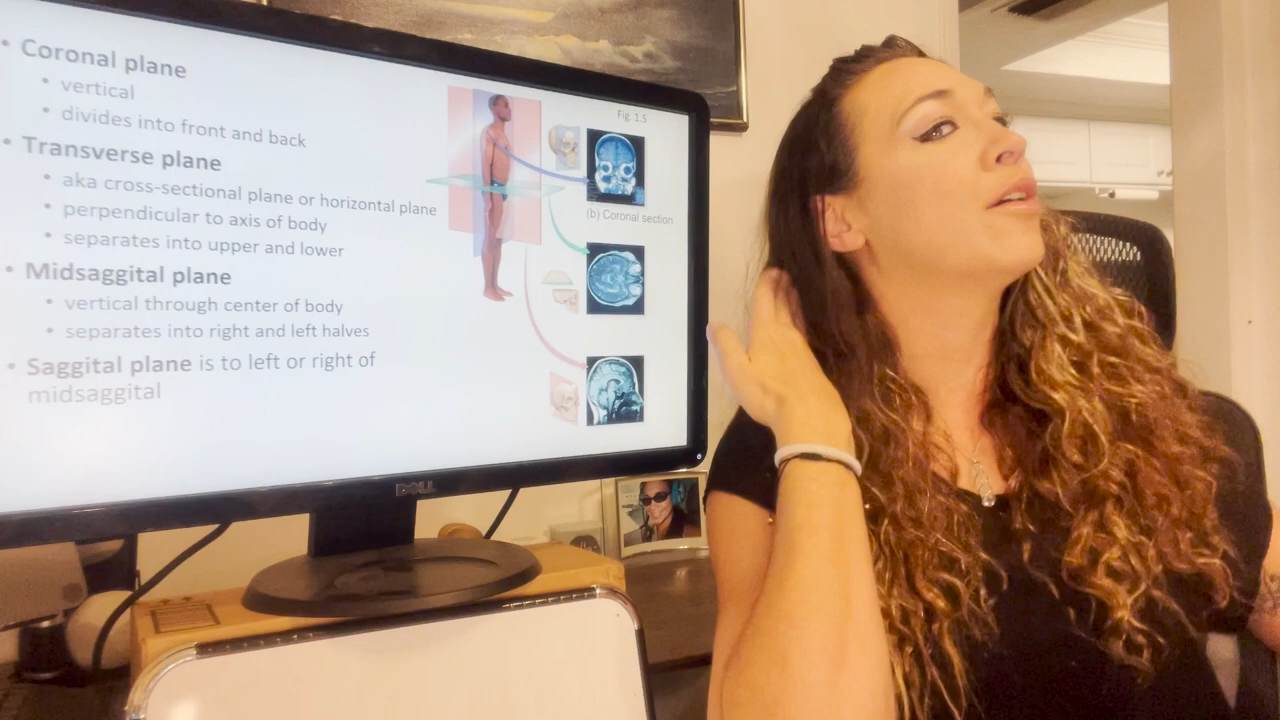 • Coronal plane
• vertical
• divides into front and back
• Transverse plane
• aka cross-sectional plane or horizontal plane
• perpendicular to axis of body
• separates into upper and lower
• Midsaggital plane
• vertical through center of body
• separates into right and left halves
• Saggital plane is to left or right of
midsaggital
Fig. 1.5
(b) Coronal section
DELL